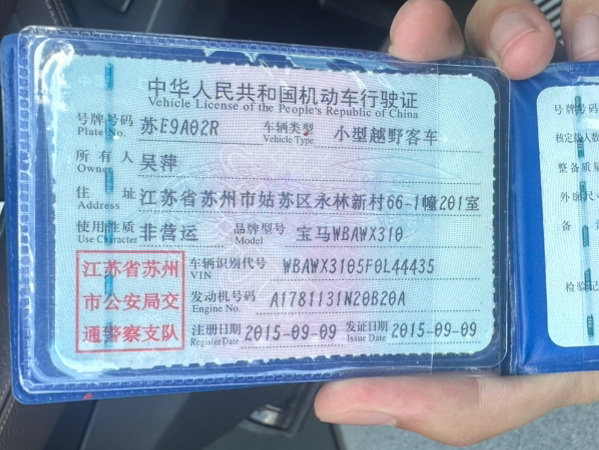 中华人民共和国机动车行驶证
Vehicle License of the People's Republic of China
号牌号码 Plate No. 苏E9A02R 车辆类型 Vehicle Type 小型越野客车
所有人 Owner 吴萍
住址 Address 江苏省苏州市姑苏区永林新村66-1幢201室
使用性质 Use Character 非营运 品牌型号 Model 宝马WBAWX310
江苏省苏州市公安局交通警察支队
车辆识别代号 VIN WBAWX3105F0L44435
发动机号码 Engine No. A1781131N20B20A
注册日期 Register Date 2015-09-09 发证日期 Issue Date 2015-09-09
号牌号
核定
整备质量
外廓尺
备
检验记